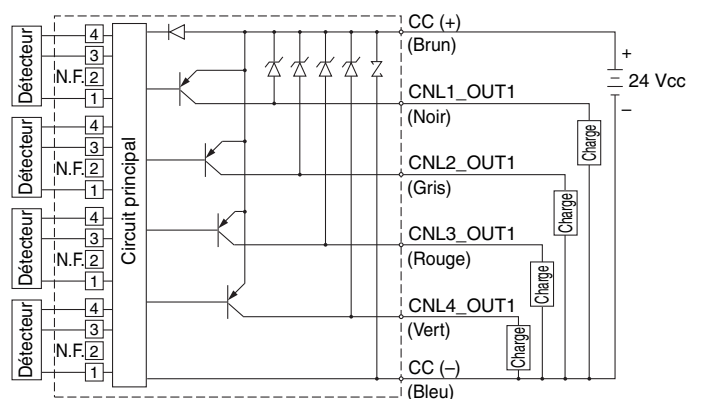 CC (+)
(Brun)
+
24 Vcc
–
Détecteur
4
3
N.F. 2
1
CNL1_OUT1
(Noir)
Charge
Détecteur
4
3
N.F. 2
1
Circuit principal
CNL2_OUT1
(Gris)
Charge
Détecteur
4
3
N.F. 2
1
CNL3_OUT1
(Rouge)
Charge
Détecteur
4
3
N.F. 2
1
CNL4_OUT1
(Vert)
Charge
CC (–)
(Bleu)